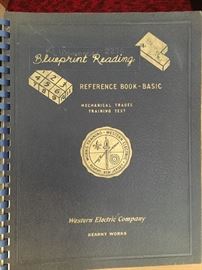 Blueprint Reading
REFERENCE BOOK - BASIC
MECHANICAL TRADES
TRAINING TEXT
Western Electric Company
KEARNY WORKS